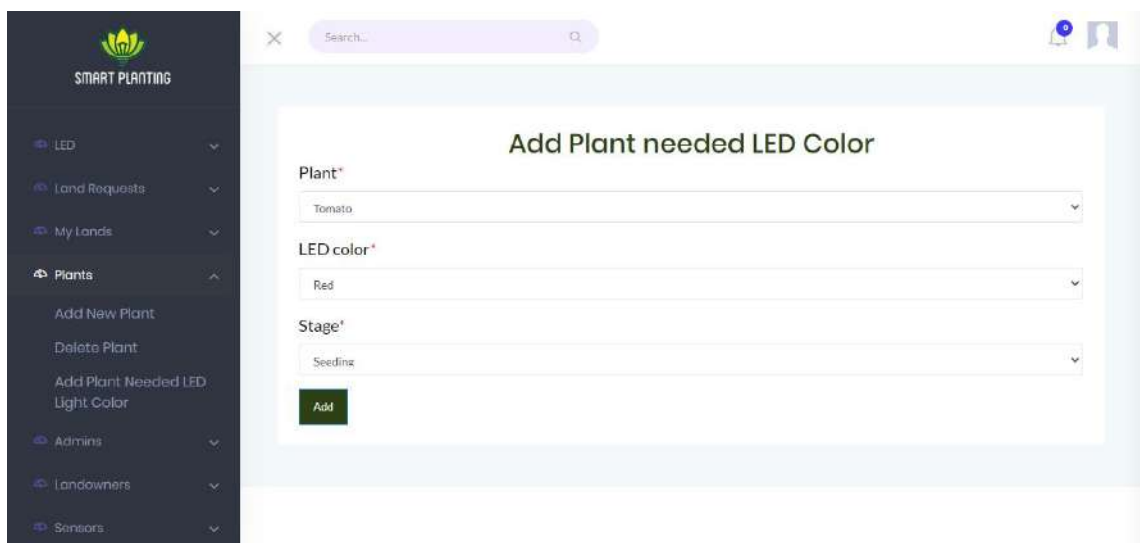 SMART PLANTING
Search...
0
LED
Land Requests
My Lands
Plants
Add New Plant
Delete Plant
Add Plant Needed LED
Light Color
Admins
Landowners
Sensors
Add Plant needed LED Color
Plant*
Tomato
LED color*
Red
Stage*
Seeding
Add